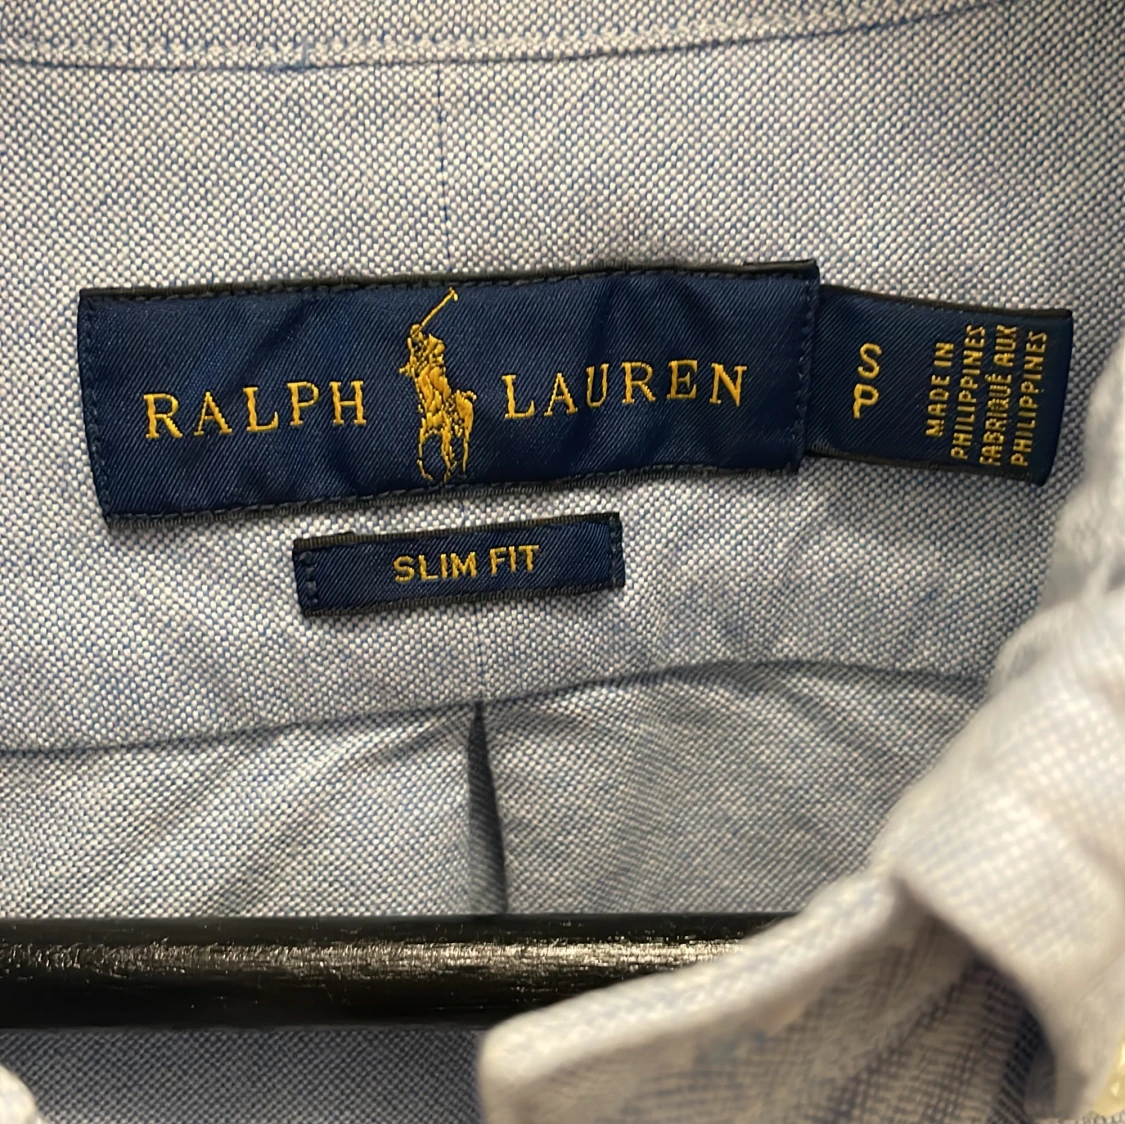 RALPH LAUREN
S
P
MADE IN
PHILIPPINES
FABRIQUÉ AUX
PHILIPPINES
SLIM FIT